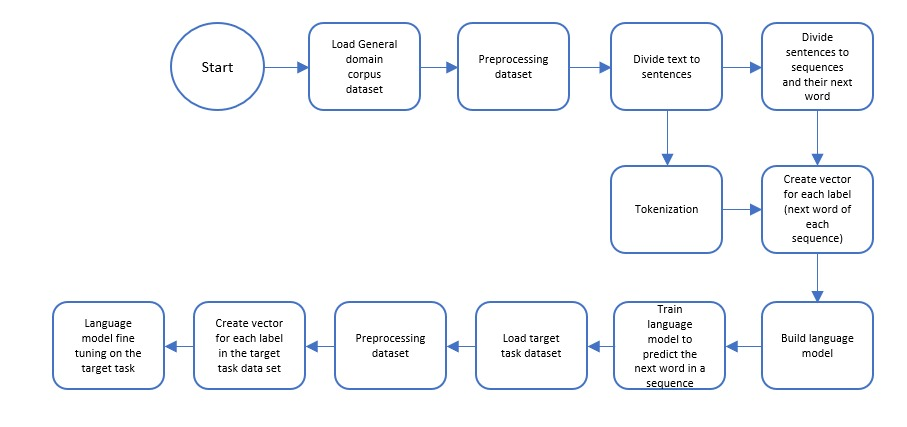 Start
Load General
domain
corpus
dataset
Preprocessing
dataset
Divide text to
sentences
Divide
sentences to
sequences
and their next
word
Tokenization
Create vector
for each label
(next word of
each
sequence)
Build language
model
Train
language
model to
predict the
next word in a
sequence
Load target
task dataset
Preprocessing
dataset
Create vector
for each label
in the target
task data set
Language
model fine
tuning on the
target task